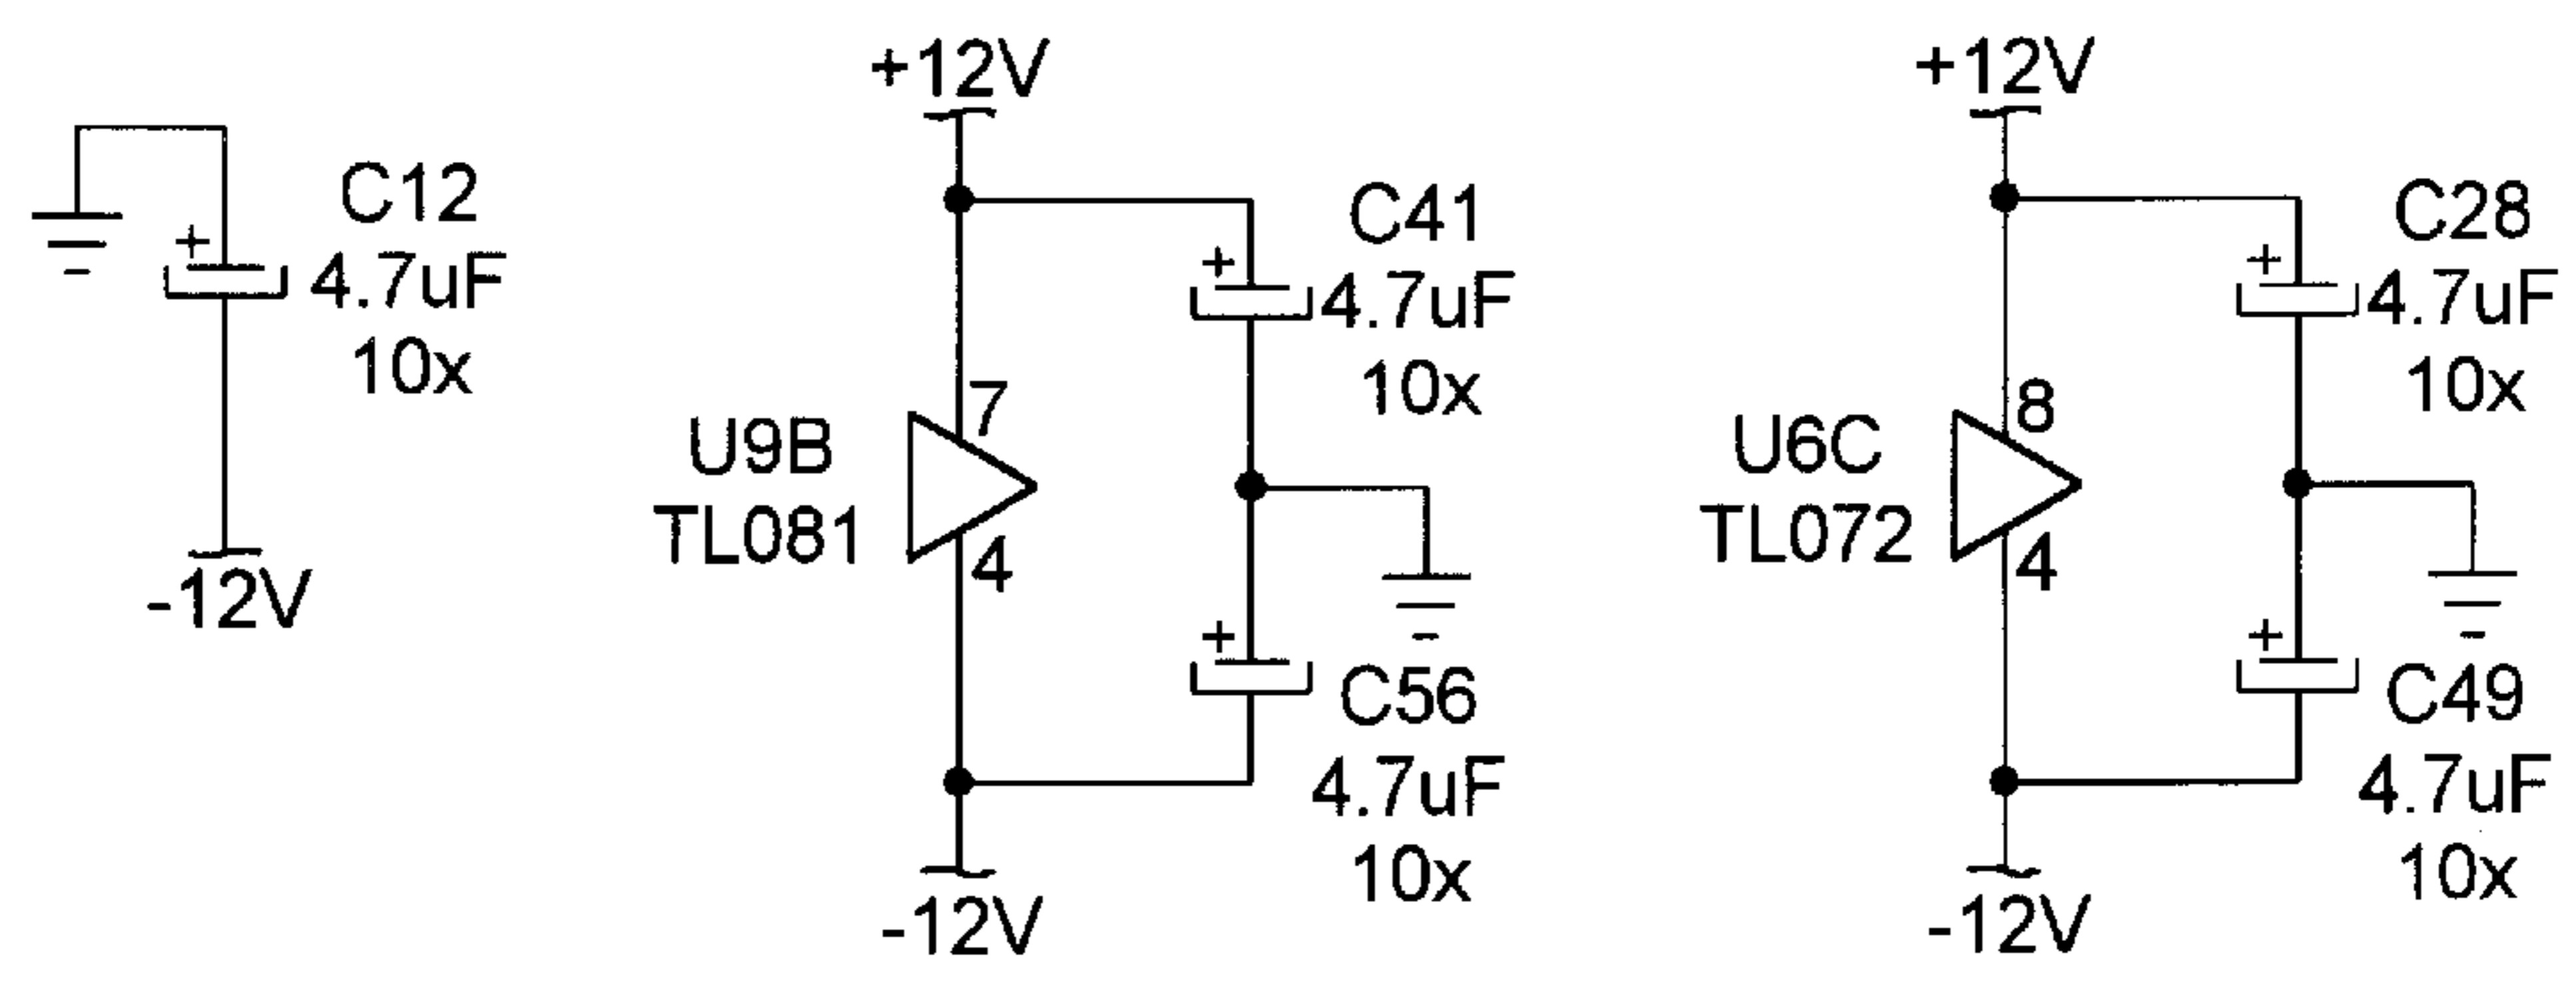 C12
+
4.7uF
10x
-12V
+12V
C41
+
4.7uF
10x
7
U9B
TL081
4
+
C56
4.7uF
10x
-12V
+12V
C28
+
4.7uF
10x
8
U6C
TL072
4
+
C49
4.7uF
10x
-12V